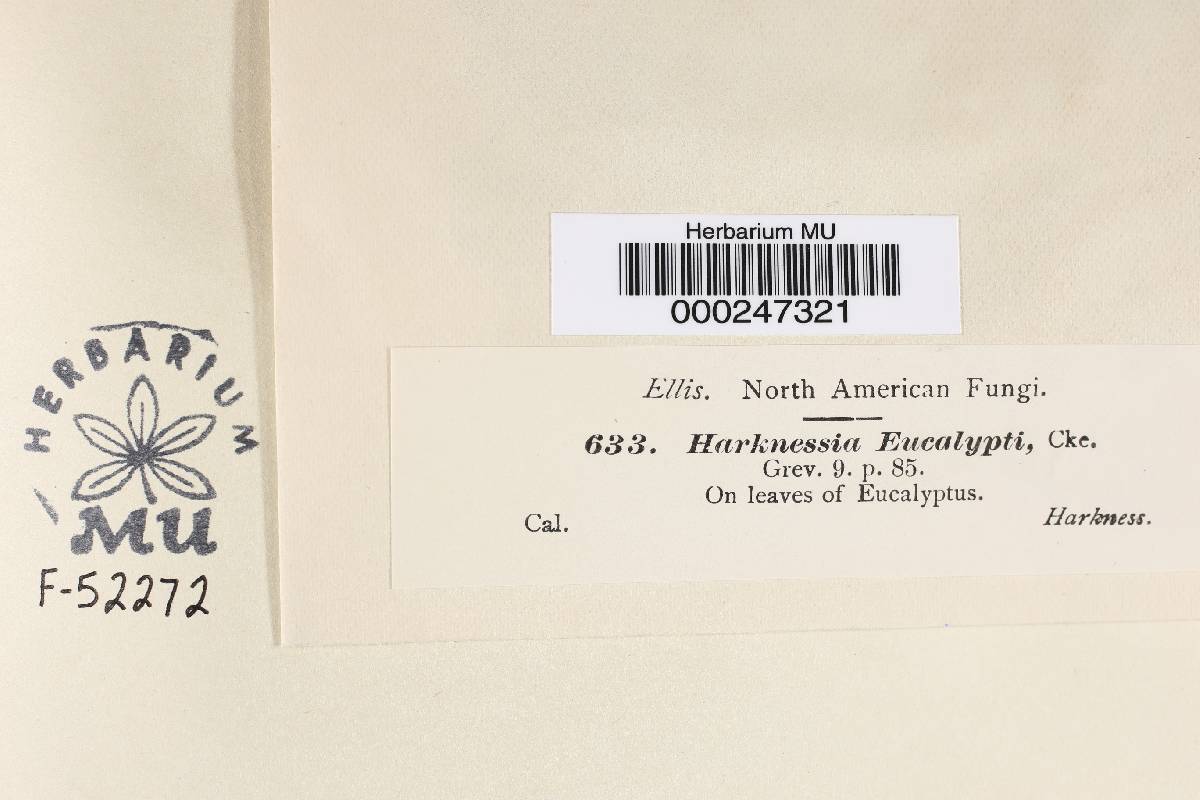 Herbarium MU
000247321
Ellis. North American Fungi.
633. Harknessia Eucalypti, Cke.
Grev. 9. p. 85.
On leaves of Eucalyptus.
Cal. Harkness.
HERBARIUM
MU
F-52272